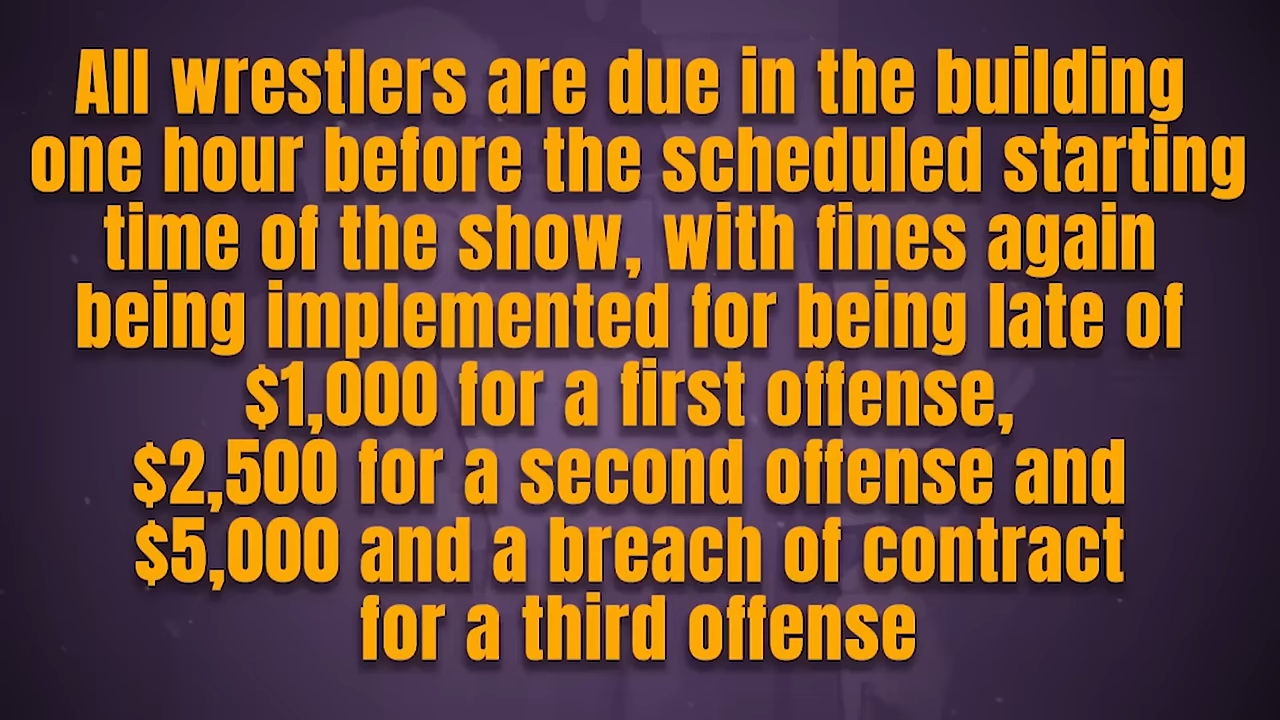 All wrestlers are due in the building
one hour before the scheduled starting
time of the show, with fines again
being implemented for being late of
$1,000 for a first offense,
$2,500 for a second offense and
$5,000 and a breach of contract
for a third offense